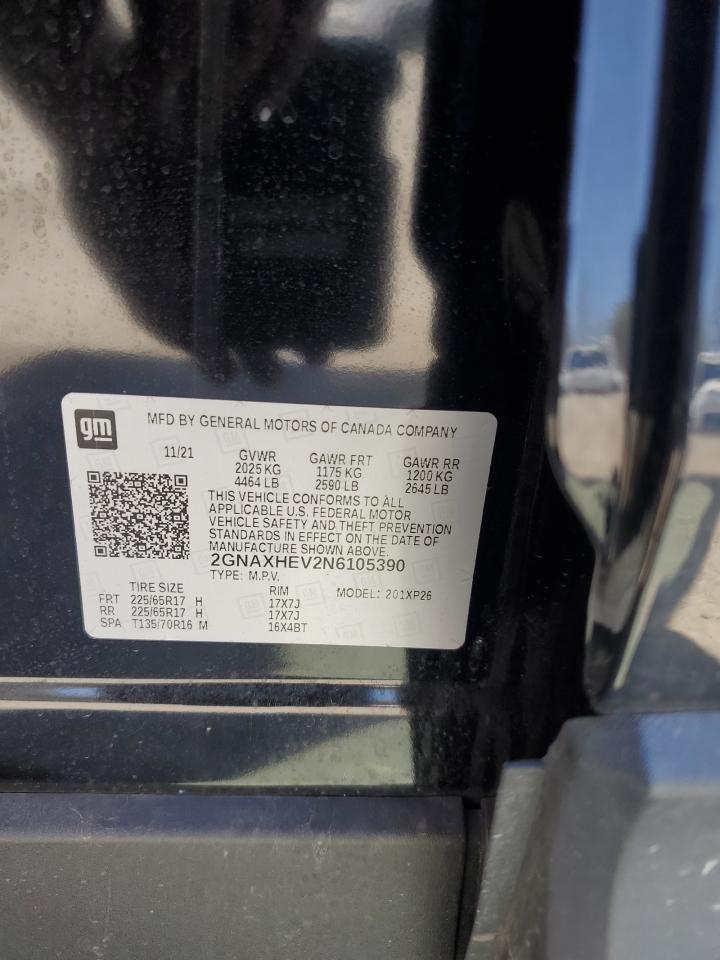 gm
MFD BY GENERAL MOTORS OF CANADA COMPANY
11/21 GVWR GAWR FRT GAWR RR
2025 KG 1175 KG 1200 KG
4464 LB 2590 LB 2645 LB
THIS VEHICLE CONFORMS TO ALL
APPLICABLE U.S. FEDERAL MOTOR
VEHICLE SAFETY AND THEFT PREVENTION
STANDARDS IN EFFECT ON THE DATE OF
MANUFACTURE SHOWN ABOVE.
2GNAXHEV2N6105390
TYPE: M.P.V.
TIRE SIZE RIM MODEL: 201XP26
FRT 225/65R17 H 17X7J
RR 225/65R17 H 17X7J
SPA T135/70R16 M 16X4BT